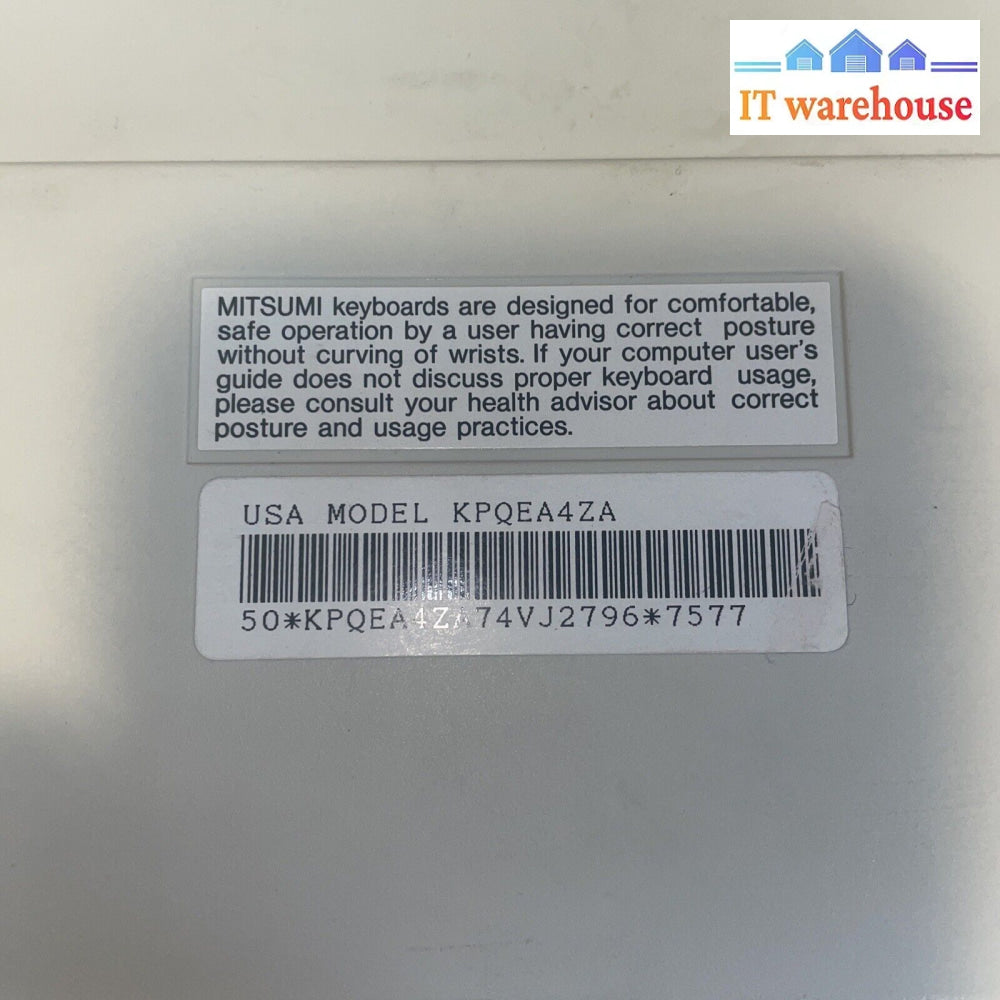 IT warehouse
MITSUMI keyboards are designed for comfortable,
safe operation by a user having correct posture
without curving of wrists. If your computer user's
guide does not discuss proper keyboard usage,
please consult your health advisor about correct
posture and usage practices.
USA MODEL KPQEA4ZA
50*KPQEA4ZA74VJ2796*7577